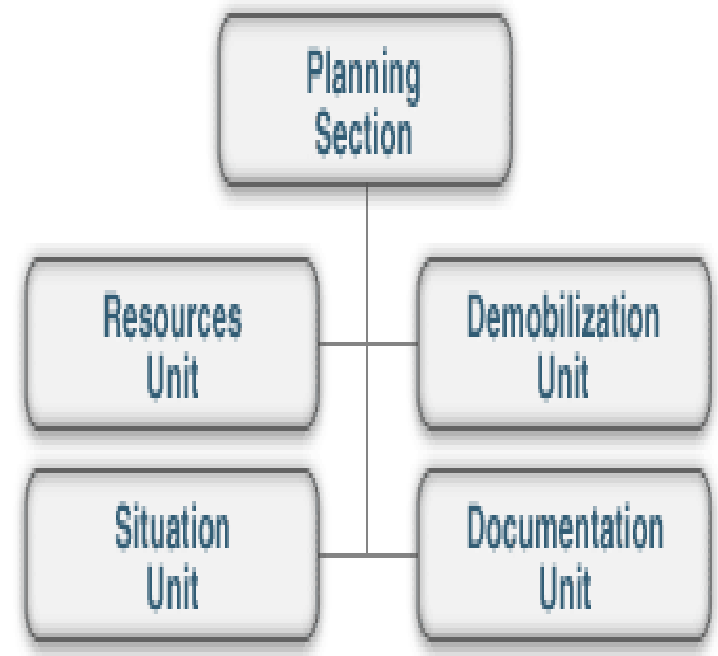 Planning
Section
Resources
Unit
Demobilization
Unit
Situation
Unit
Documentation
Unit